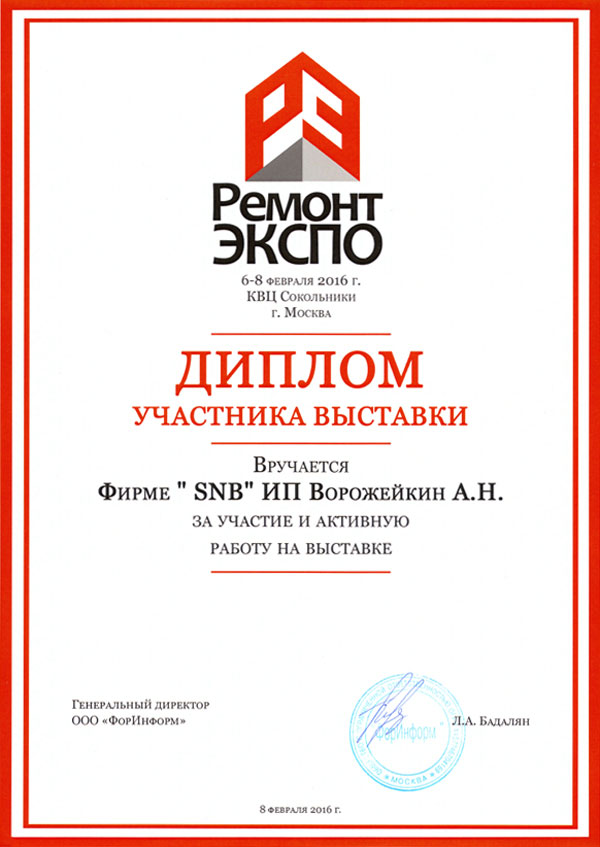 РЭ
Ремонт
ЭКСПО
6-8 февраля 2016 г.
КВЦ Сокольники
г. Москва
ДИПЛОМ
УЧАСТНИКА ВЫСТАВКИ
Вручается
Фирме " SNB" ИП Ворожейкин А.Н.
за участие и активную
работу на выставке
Генеральный директор
ООО «ФорИнформ»
"ФорИнформ"
МОСКВА
Л.А. Бадалян
8 февраля 2016 г.